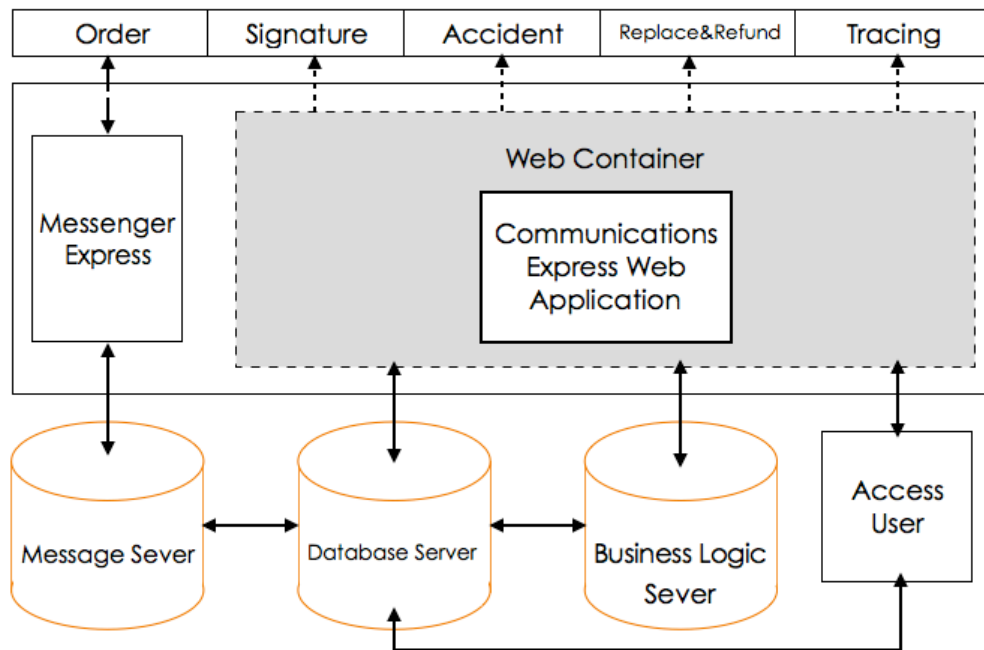 Order
Signature
Accident
Replace&Refund
Tracing
Web Container
Messenger
Express
Communications
Express Web
Application
Message Sever
Database Server
Business Logic
Sever
Access
User